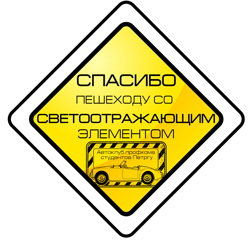 СПАСИБО
ПЕШЕХОДУ СО
СВЕТООТРАЖАЮЩИМ
ЭЛЕМЕНТОМ
Автоклуб профкома
студентов ПетрГУ